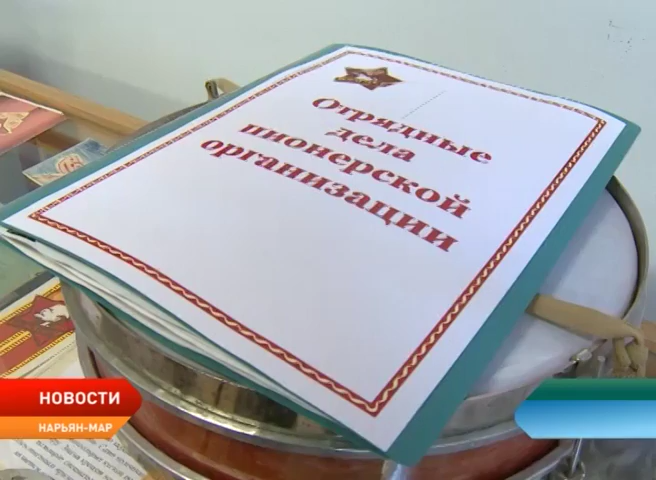 Отрядные
дела
пионерской
организации
НОВОСТИ
НАРЬЯН-МАР